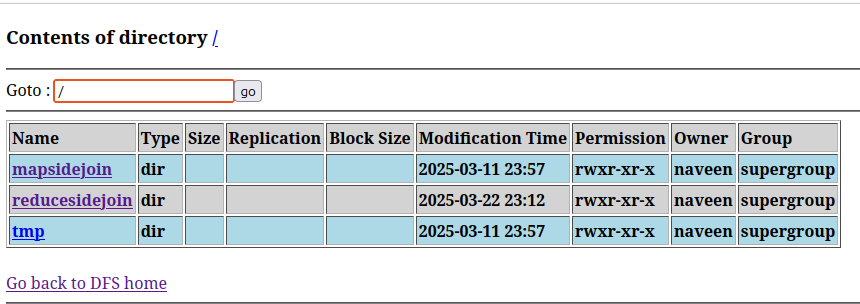 Contents of directory /
Goto : / go
Name Type Size Replication Block Size Modification Time Permission Owner Group
mapsidejoin dir 2025-03-11 23:57 rwxr-xr-x naveen supergroup
reducesidejoin dir 2025-03-22 23:12 rwxr-xr-x naveen supergroup
tmp dir 2025-03-11 23:57 rwxr-xr-x naveen supergroup
Go back to DFS home